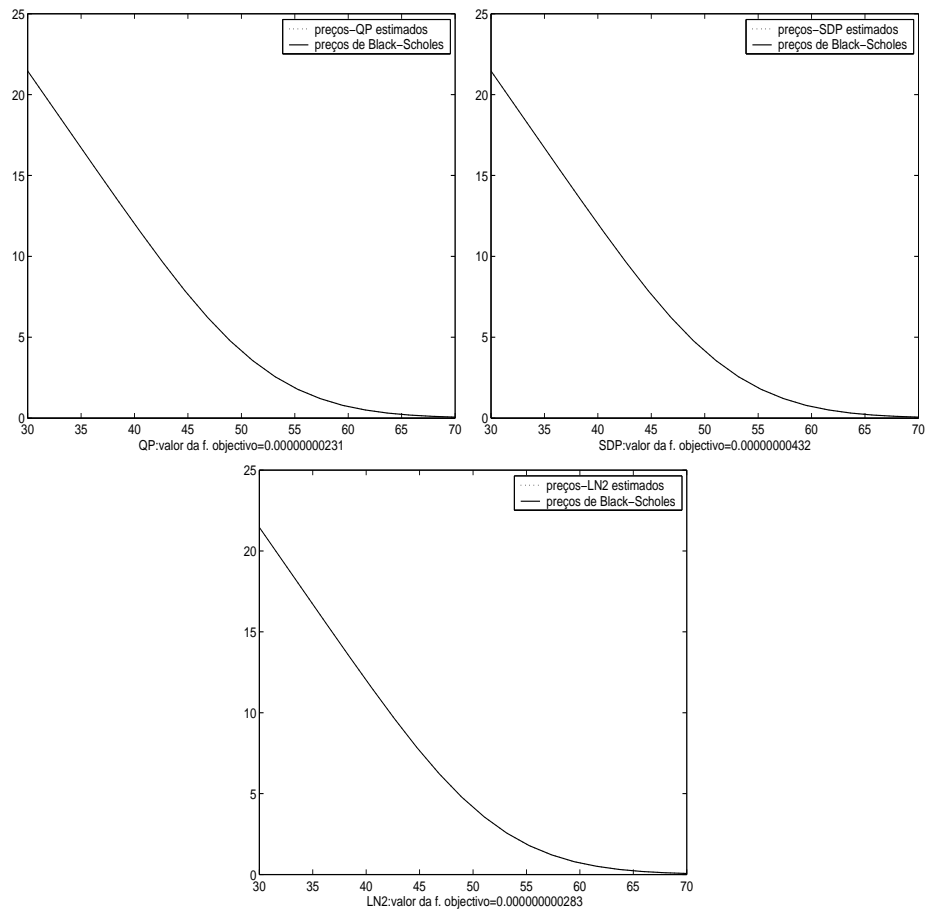 25
20
15
10
5
0
preços−QP estimados
preços de Black−Scholes
30 35 40 45 50 55 60 65 70
QP:valor da f. objectivo=0.00000000231
25
20
15
10
5
0
preços−SDP estimados
preços de Black−Scholes
30 35 40 45 50 55 60 65 70
SDP:valor da f. objectivo=0.00000000432
25
20
15
10
5
0
preços−LN2 estimados
preços de Black−Scholes
30 35 40 45 50 55 60 65 70
LN2:valor da f. objectivo=0.000000000283